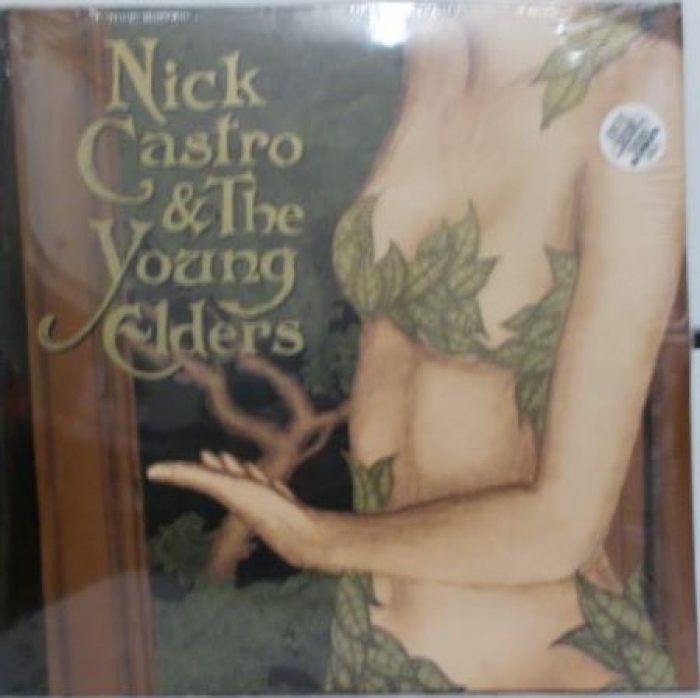 Nick
Castro
& The
Young
Elders